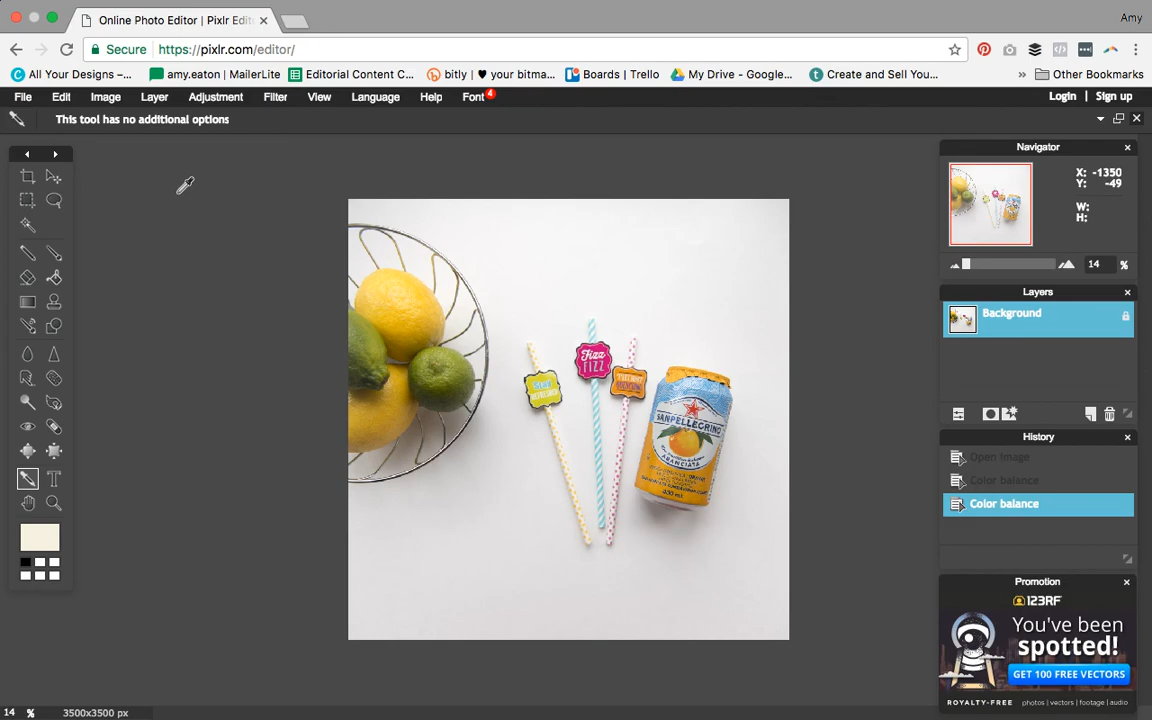 Online Photo Editor | Pixlr Edit
Amy
Secure https://pixlr.com/editor/
All Your Designs –... amy.eaton | MailerLite Editorial Content C... bitly | ♥ your bitma... Boards | Trello My Drive - Google... Create and Sell You... » Other Bookmarks
File Edit Image Layer Adjustment Filter View Language Help Font 4 Login | Sign up
This tool has no additional options
Navigator
X: -1350
Y: -49
W:
H:
14 %
Layers
Background
History
Open image
Color balance
Color balance
Promotion
123RF
You've been
spotted!
GET 100 FREE VECTORS
ROYALTY-FREE photos | vectors | footage | audio
Fizz
FIZZ
SANPELLEGRINO
ARANCIATA
14 % 3500x3500 px